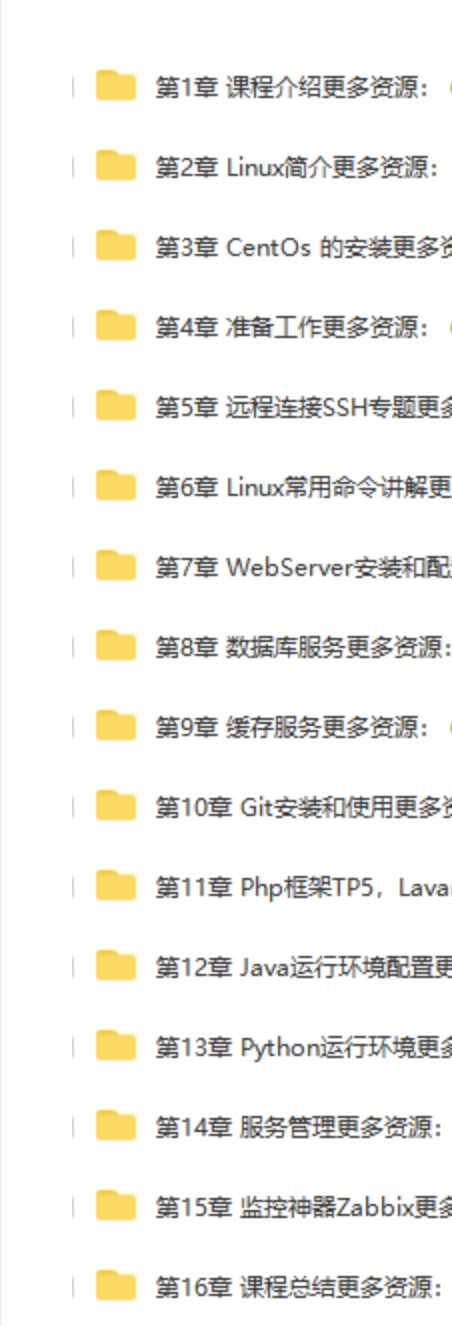 第1章 课程介绍更多资源：
第2章 Linux简介更多资源：
第3章 CentOs 的安装更多
第4章 准备工作更多资源：
第5章 远程连接SSH专题更多
第6章 Linux常用命令讲解更
第7章 WebServer安装和配
第8章 数据库服务更多资源：
第9章 缓存服务更多资源：
第10章 Git安装和使用更多
第11章 Php框架TP5，Lava
第12章 Java运行环境配置更
第13章 Python运行环境更多
第14章 服务管理更多资源：
第15章 监控神器Zabbix更多
第16章 课程总结更多资源：